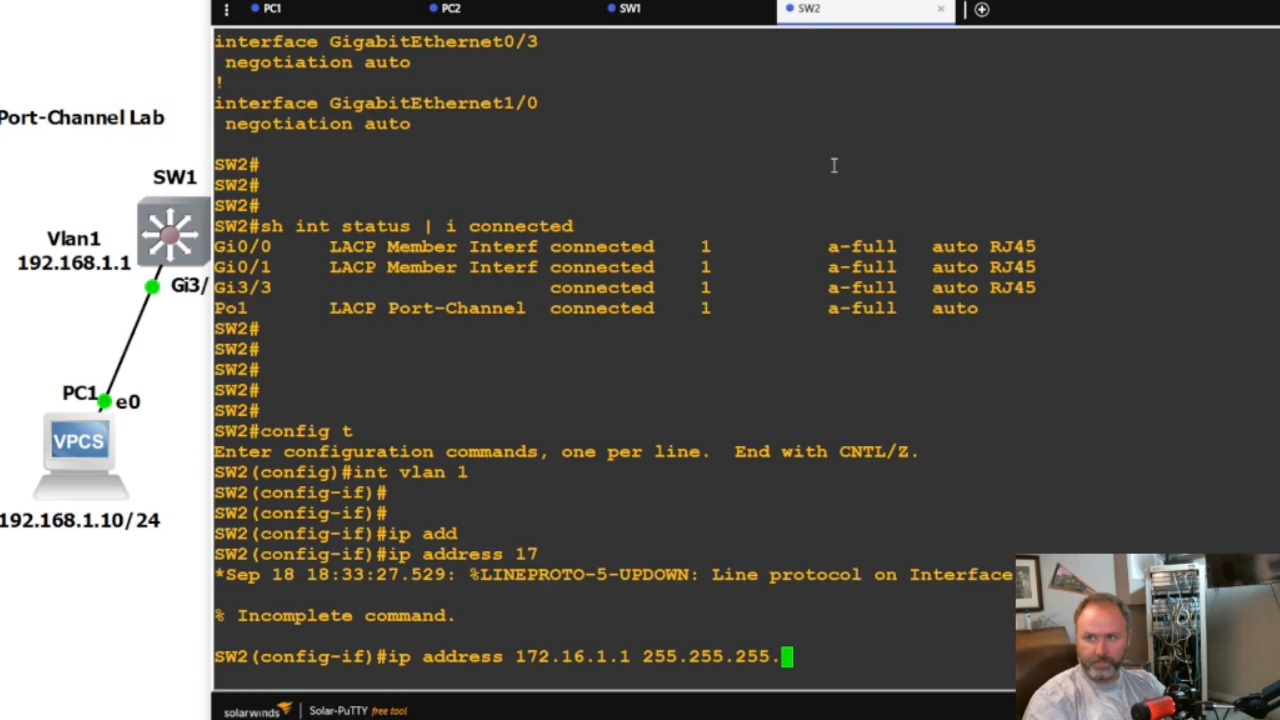 PC1
PC2
SW1
SW2
interface GigabitEthernet0/3
negotiation auto
!
interface GigabitEthernet1/0
negotiation auto
Port-Channel Lab
SW1
Vlan1
192.168.1.1
Gi3/
PC1
e0
VPCS
192.168.1.10/24
SW2#
SW2#
SW2#
SW2#sh int status | i connected
Gi0/0 LACP Member Interf connected 1 a-full auto RJ45
Gi0/1 LACP Member Interf connected 1 a-full auto RJ45
Gi3/3 connected 1 a-full auto RJ45
Po1 LACP Port-Channel connected 1 a-full auto
SW2#
SW2#
SW2#
SW2#
SW2#
SW2#config t
Enter configuration commands, one per line. End with CNTL/Z.
SW2(config)#int vlan 1
SW2(config-if)#
SW2(config-if)#
SW2(config-if)#ip add
SW2(config-if)#ip address 17
*Sep 18 18:33:27.529: %LINEPROTO-5-UPDOWN: Line protocol on Interface
% Incomplete command.
SW2(config-if)#ip address 172.16.1.1 255.255.255.
solarwinds | Solar-PuTTY free tool